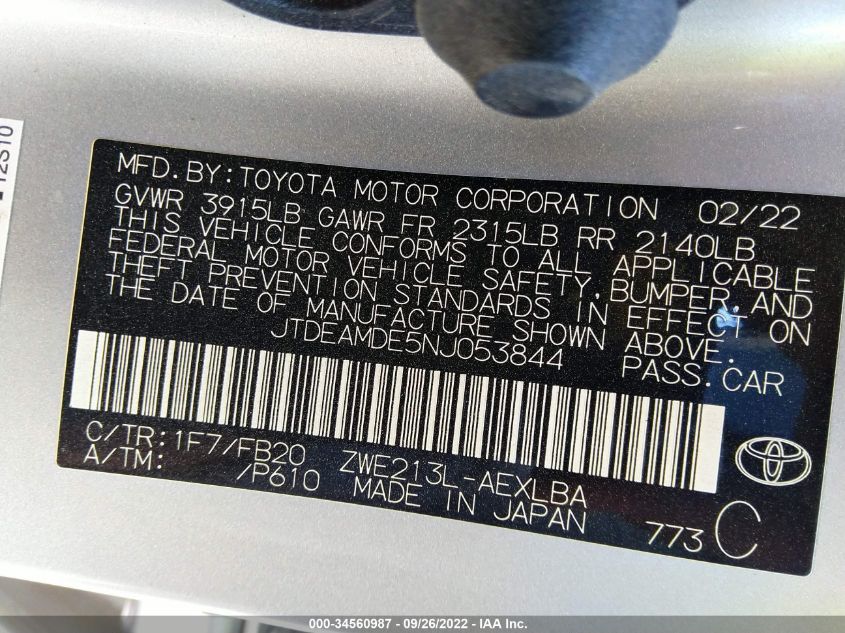 12S10
MFD.BY:TOYOTA MOTOR CORPORATION 02/22
GVWR 3915LB GAWR FR 2315LB RR 2140LB
THIS VEHICLE CONFORMS TO ALL APPLICABLE
FEDERAL MOTOR VEHICLE SAFETY,BUMPER,AND
THEFT PREVENTION STANDARDS IN EFFECT ON
THE DATE OF MANUFACTURE SHOWN ABOVE.
JTDEAMDE5NJ053844 PASS.CAR
C/TR:1F7/FB20 ZWE213L-AEXLBA
A/TM: /P610 MADE IN JAPAN 773 C
000-34560987 - 09/26/2022 - IAA Inc.